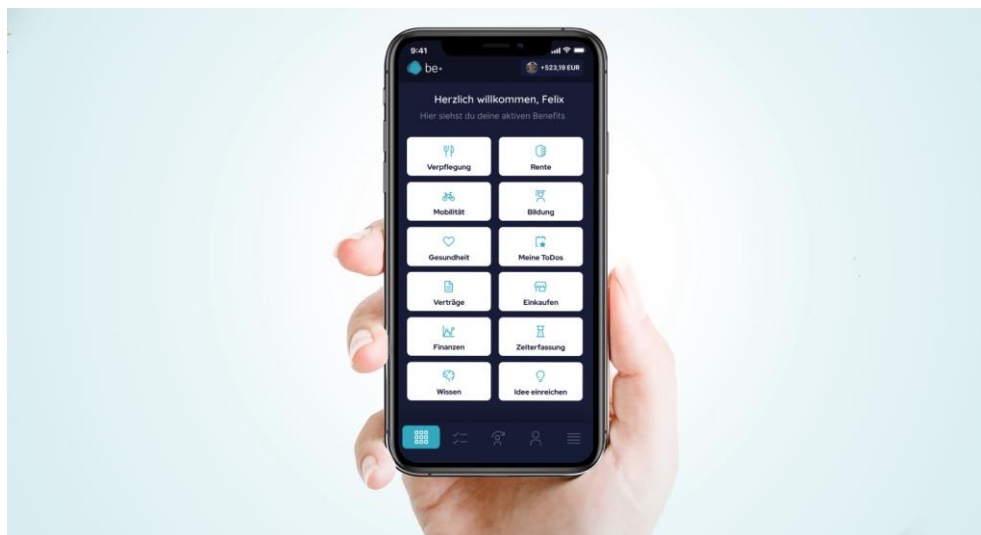 9:41
be+
+523,19 EUR
Herzlich willkommen, Felix
Hier siehst du deine aktiven Benefits
Verpflegung
Rente
Mobilität
Bildung
Gesundheit
Meine ToDos
Verträge
Einkaufen
Finanzen
Zeiterfassung
Wissen
Idee einreichen